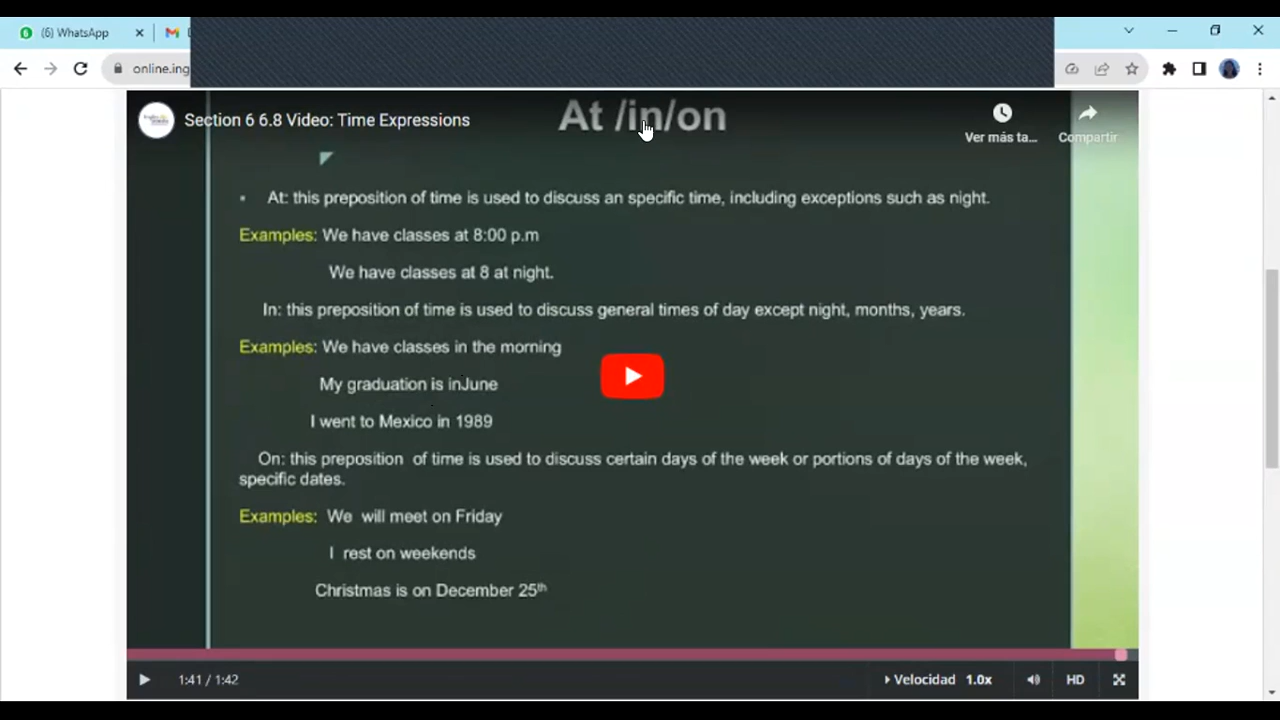 (6) WhatsApp
online.ing
Section 6 6.8 Video: Time Expressions
At /in/on
Ver más ta...
Compartir
At: this preposition of time is used to discuss an specific time, including exceptions such as night.
Examples: We have classes at 8:00 p.m
We have classes at 8 at night.
In: this preposition of time is used to discuss general times of day except night, months, years.
Examples: We have classes in the morning
My graduation is inJune
I went to Mexico in 1989
On: this preposition of time is used to discuss certain days of the week or portions of days of the week,
specific dates.
Examples: We will meet on Friday
I rest on weekends
Christmas is on December 25th
1:41 / 1:42
Velocidad 1.0x
HD